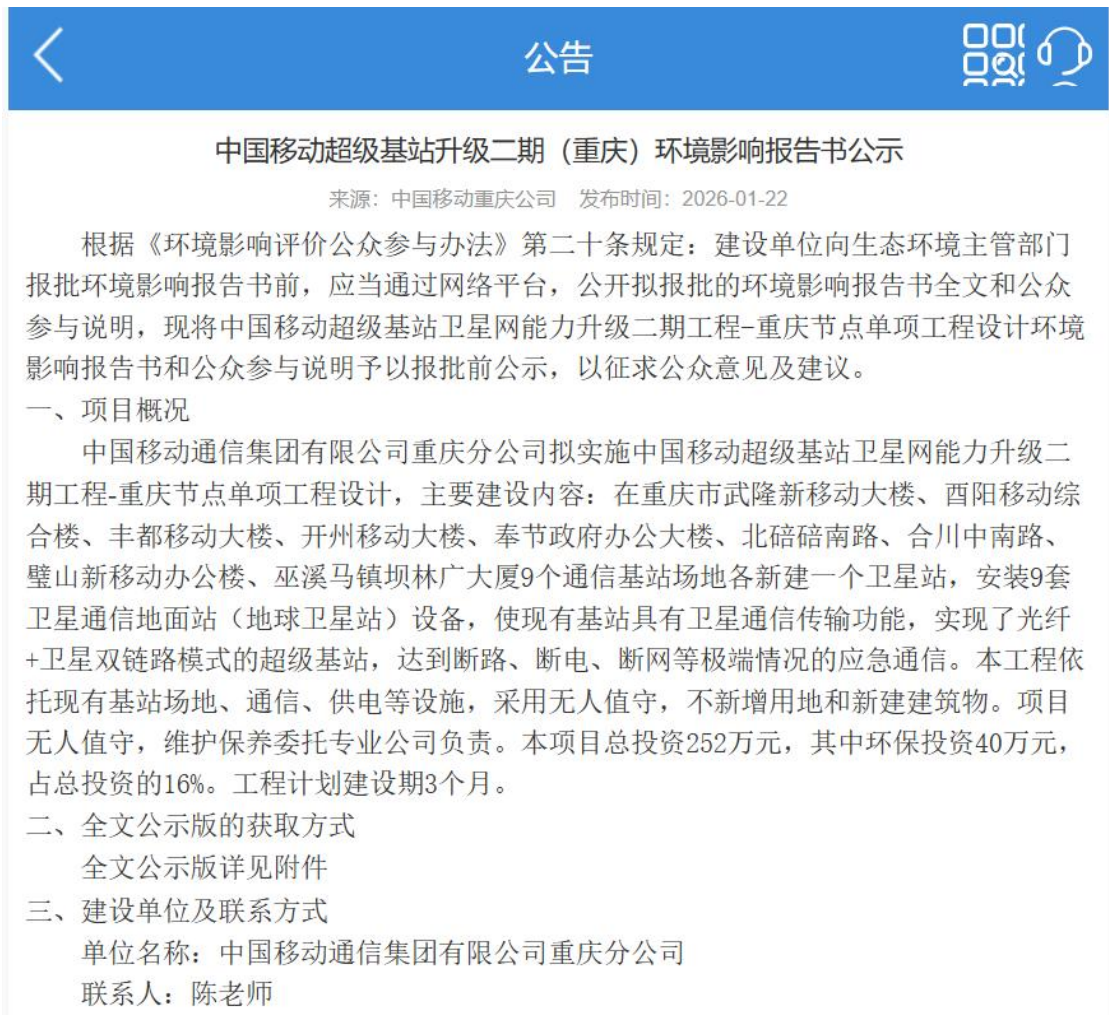 公告
中国移动超级基站升级二期（重庆）环境影响报告书公示
来源：中国移动重庆公司 发布时间：2026-01-22
根据《环境影响评价公众参与办法》第二十条规定：建设单位向生态环境主管部门
报批环境影响报告书前，应当通过网络平台，公开拟报批的环境影响报告书全文和公众
参与说明，现将中国移动超级基站卫星网能力升级二期工程-重庆节点单项工程设计环境
影响报告书和公众参与说明予以报批前公示，以征求公众意见及建议。
一、项目概况
中国移动通信集团有限公司重庆分公司拟实施中国移动超级基站卫星网能力升级二
期工程-重庆节点单项工程设计，主要建设内容：在重庆市武隆新移动大楼、酉阳移动综
合楼、丰都移动大楼、开州移动大楼、奉节政府办公大楼、北碚碚南路、合川中南路、
璧山新移动办公楼、巫溪马镇坝林广大厦9个通信基站场地各新建一个卫星站，安装9套
卫星通信地面站（地球卫星站）设备，使现有基站具有卫星通信传输功能，实现了光纤
+卫星双链路模式的超级基站，达到断路、断电、断网等极端情况的应急通信。本工程依
托现有基站场地、通信、供电等设施，采用无人值守，不新增用地和新建建筑物。项目
无人值守，维护保养委托专业公司负责。本项目总投资252万元，其中环保投资40万元，
占总投资的16%。工程计划建设期3个月。
二、全文公示版的获取方式
全文公示版详见附件
三、建设单位及联系方式
单位名称：中国移动通信集团有限公司重庆分公司
联系人：陈老师